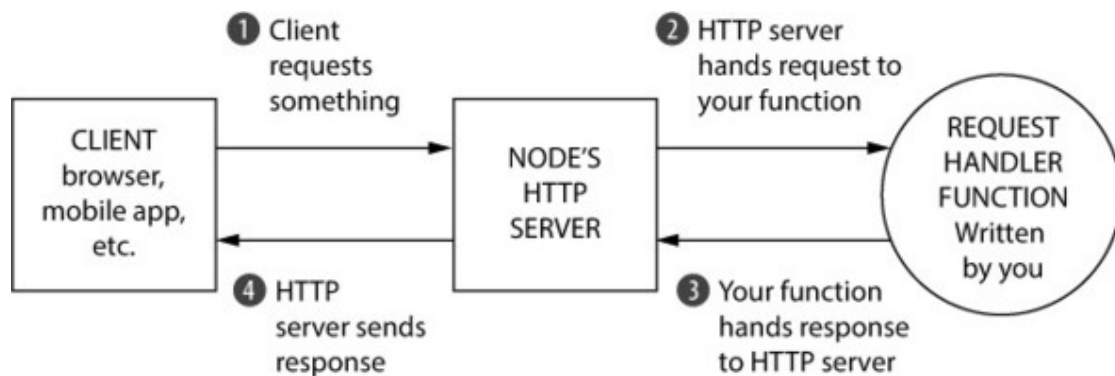 1 Client
requests
something
2 HTTP server
hands request to
your function
CLIENT
browser,
mobile app,
etc.
NODE’S
HTTP
SERVER
REQUEST
HANDLER
FUNCTION
Written
by you
4 HTTP
server sends
response
3 Your function
hands response
to HTTP server